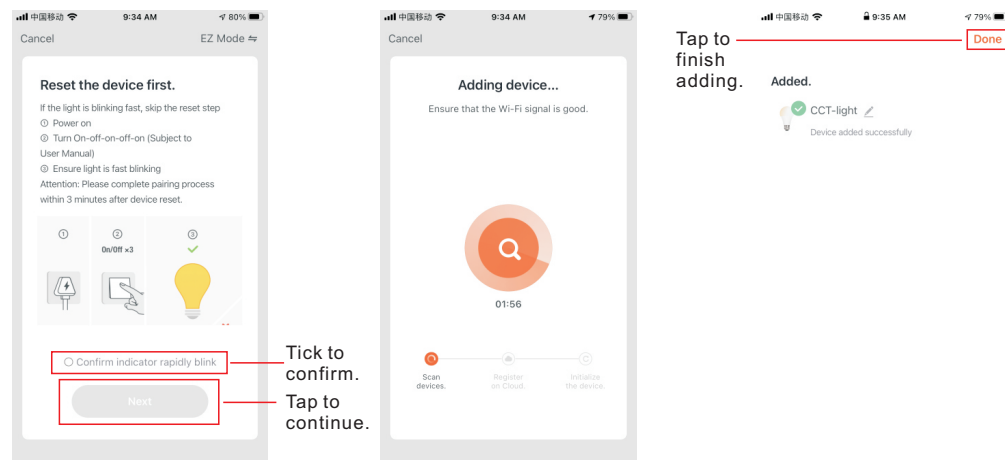 中国移动 9:34 AM 80%
Cancel EZ Mode
Reset the device first.
If the light is blinking fast, skip the reset step
① Power on
② Turn On-off-on-off-on (Subject to
User Manual)
③ Ensure light is fast blinking
Attention: Please complete pairing process
within 3 minutes after device reset.
① ② ③
On/Off ×3
Confirm indicator rapidly blink
Next
Tick to
confirm.
Tap to
continue.
中国移动 9:34 AM 79%
Cancel
Adding device...
Ensure that the Wi-Fi signal is good.
01:56
Scan
devices.
Register
on Cloud.
Initialize
the device.
Tap to
finish
adding.
中国移动 9:35 AM 79%
Done
Added.
CCT-light
Device added successfully